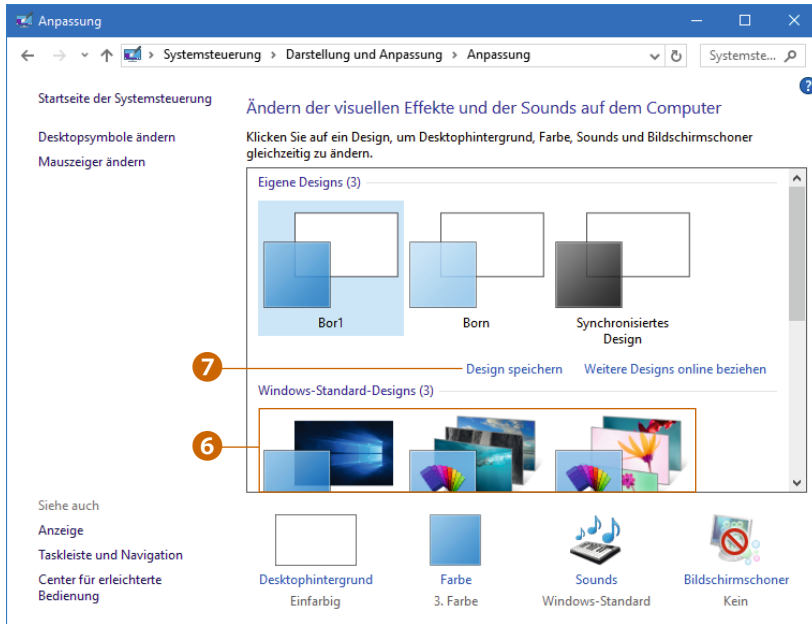 Anpassung
Systemsteuerung > Darstellung und Anpassung > Anpassung
Systemste...
?
Startseite der Systemsteuerung
Desktopsymbole ändern
Mauszeiger ändern
Ändern der visuellen Effekte und der Sounds auf dem Computer
Klicken Sie auf ein Design, um Desktophintergrund, Farbe, Sounds und Bildschirmschoner
gleichzeitig zu ändern.
Eigene Designs (3)
Bor1
Born
Synchronisiertes
Design
7
Design speichern
Weitere Designs online beziehen
Windows-Standard-Designs (3)
6
Siehe auch
Anzeige
Taskleiste und Navigation
Center für erleichterte
Bedienung
Desktophintergrund
Einfarbig
Farbe
3. Farbe
Sounds
Windows-Standard
Bildschirmschoner
Kein